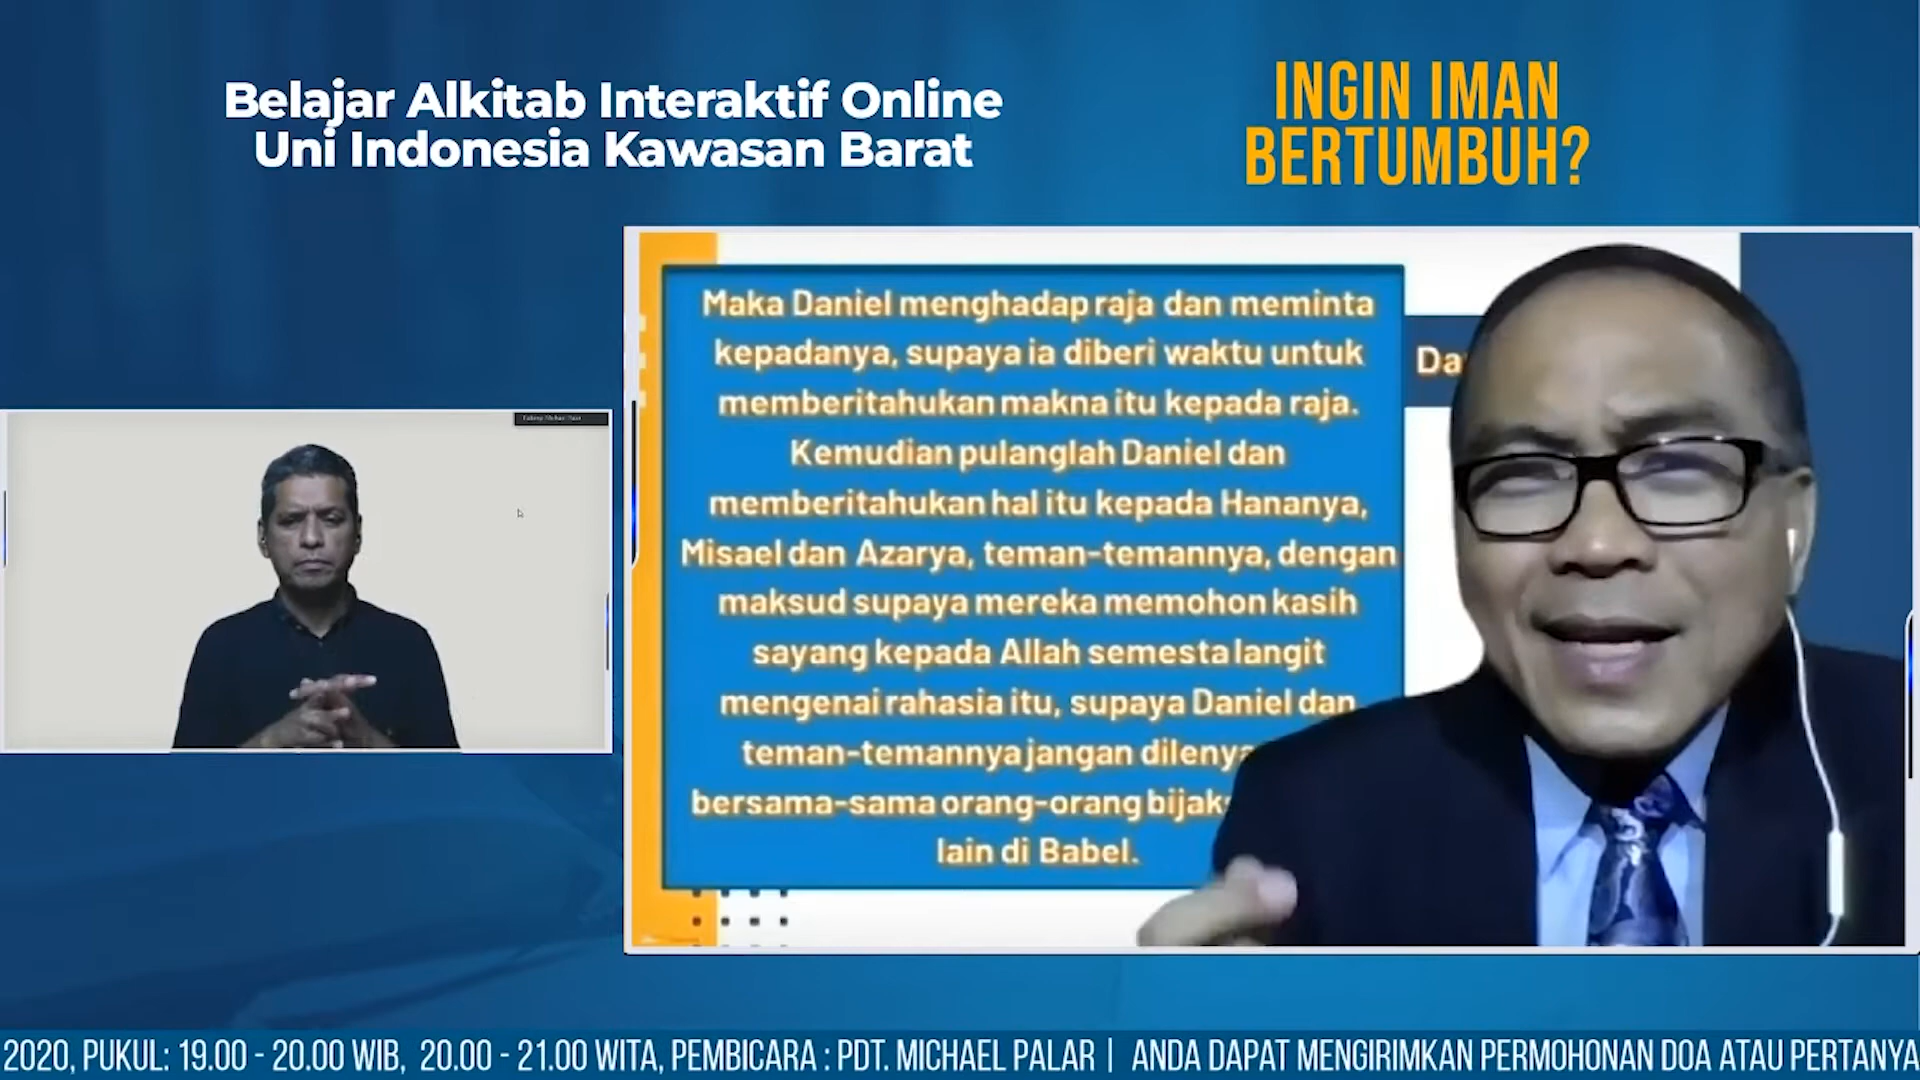 Belajar Alkitab Interaktif Online
Uni Indonesia Kawasan Barat
INGIN IMAN
BERTUMBUH?
Maka Daniel menghadap raja dan meminta
kepadanya, supaya ia diberi waktu untuk
memberitahukan makna itu kepada raja.
Kemudian pulanglah Daniel dan
memberitahukan hal itu kepada Hananya,
Misael dan Azarya, teman-temannya, dengan
maksud supaya mereka memohon kasih
sayang kepada Allah semesta langit
mengenai rahasia itu, supaya Daniel dan
teman-temannya jangan dilenya
bersama-sama orang-orang bijaks
lain di Babel.
Da
2020, PUKUL: 19.00 - 20.00 WIB, 20.00 - 21.00 WITA, PEMBICARA : PDT. MICHAEL PALAR | ANDA DAPAT MENGIRIMKAN PERMOHONAN DOA ATAU PERTANYA